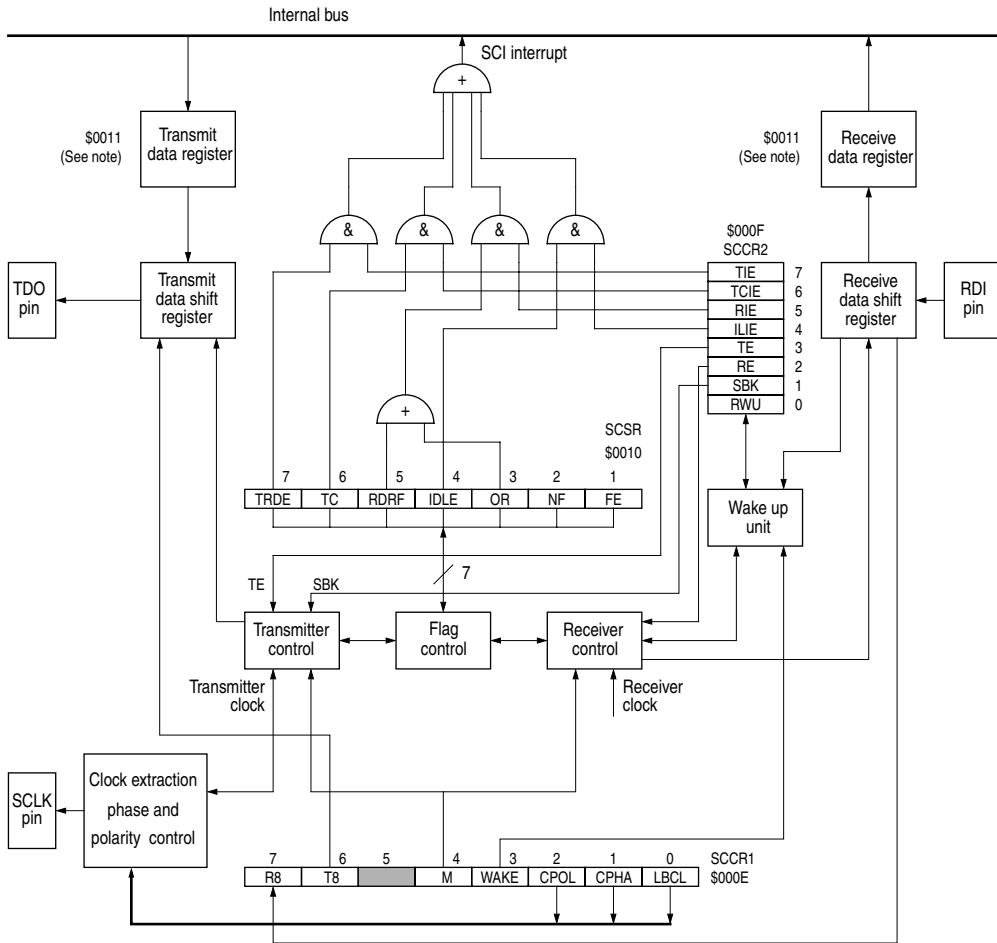 Internal bus
SCI interrupt
+
$0011
(See note)
Transmit
data register
$0011
(See note)
Receive
data register
&
&
&
&
$000F
SCCR2
TDO
pin
Transmit
data shift
register
TIE 7
TCIE 6
RIE 5
ILIE 4
TE 3
RE 2
SBK 1
RWU 0
Receive
data shift
register
RDI
pin
+
SCSR
$0010
7 6 5 4 3 2 1
TRDE TC RDRF IDLE OR NF FE
Wake up
unit
7
TE
SBK
Transmitter
control
Flag
control
Receiver
control
Transmitter
clock
Receiver
clock
SCLK
pin
Clock extraction
phase and
polarity control
7 6 5 4 3 2 1 0
SCCR1
R8 T8 M WAKE CPOL CPHA LBCL
$000E